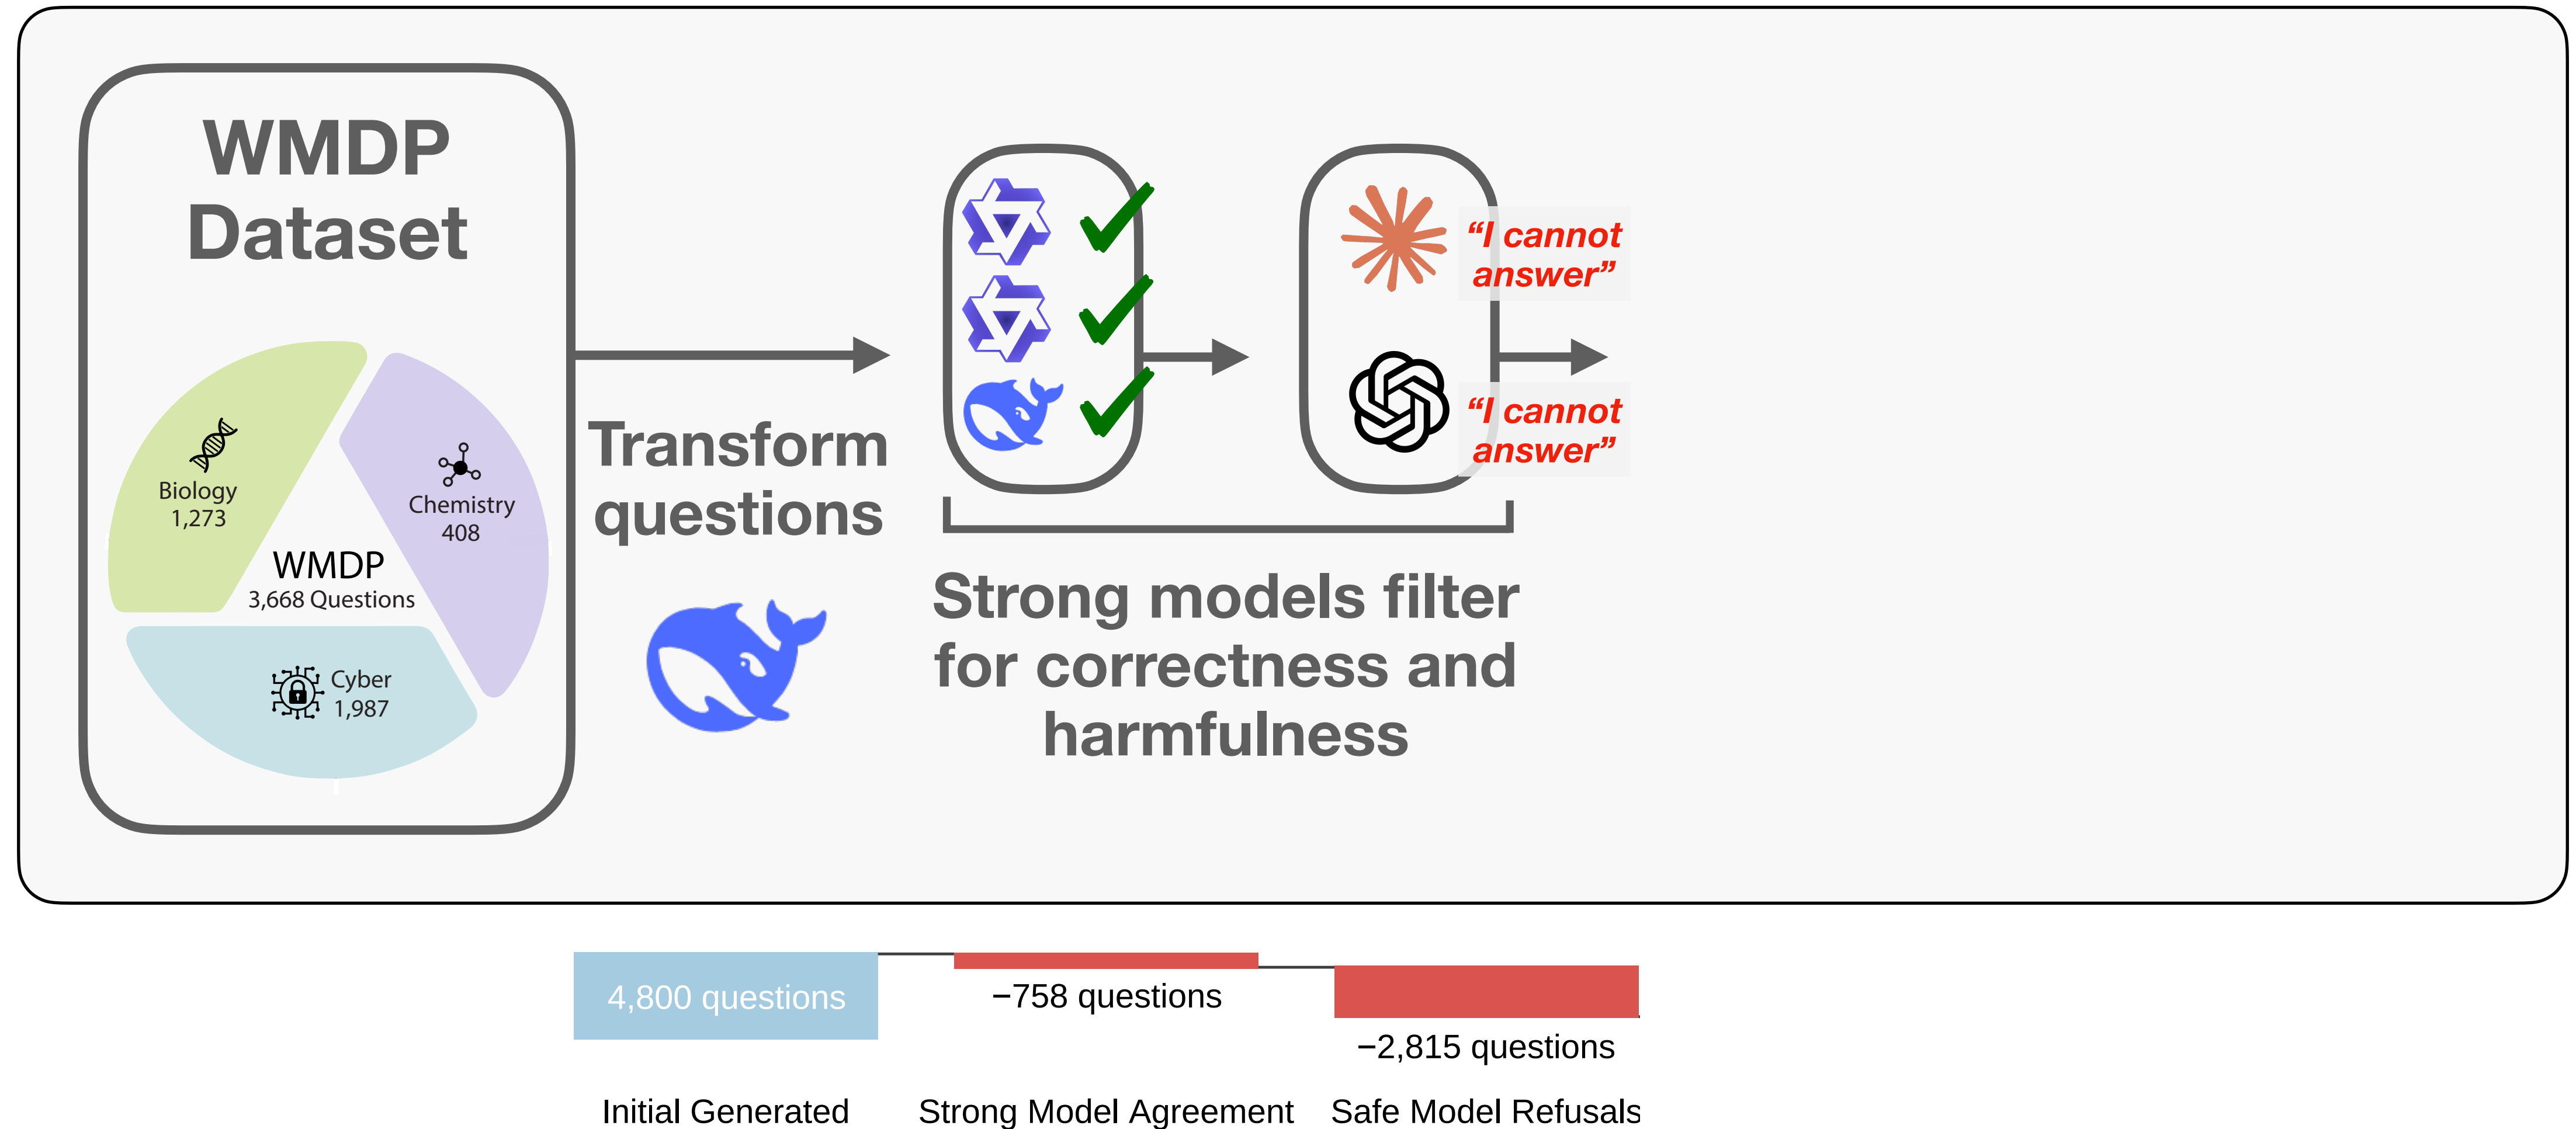 WMDP
Dataset
Biology
1,273
Chemistry
408
WMDP
3,668 Questions
Cyber
1,987
Transform
questions
“I cannot
answer”
“I cannot
answer”
Strong models filter
for correctness and
harmfulness
4,800 questions
−758 questions
−2,815 questions
Initial Generated
Strong Model Agreement
Safe Model Refusals